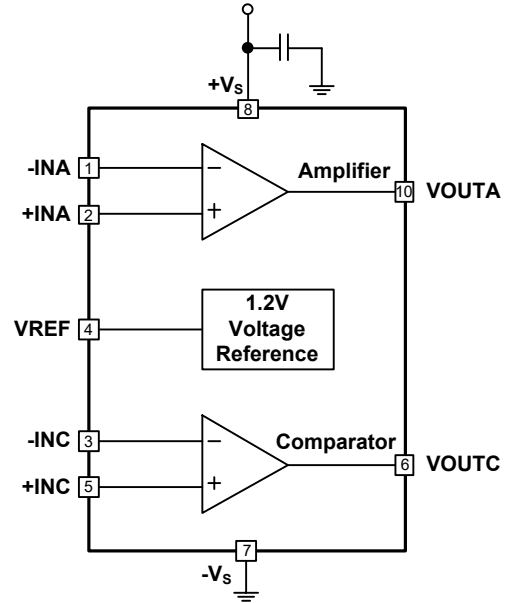 +VS
8
-INA 1 − Amplifier
+INA 2 + 10 VOUTA
VREF 4
1.2V
Voltage
Reference
-INC 3 − Comparator
+INC 5 + 6 VOUTC
7
-VS